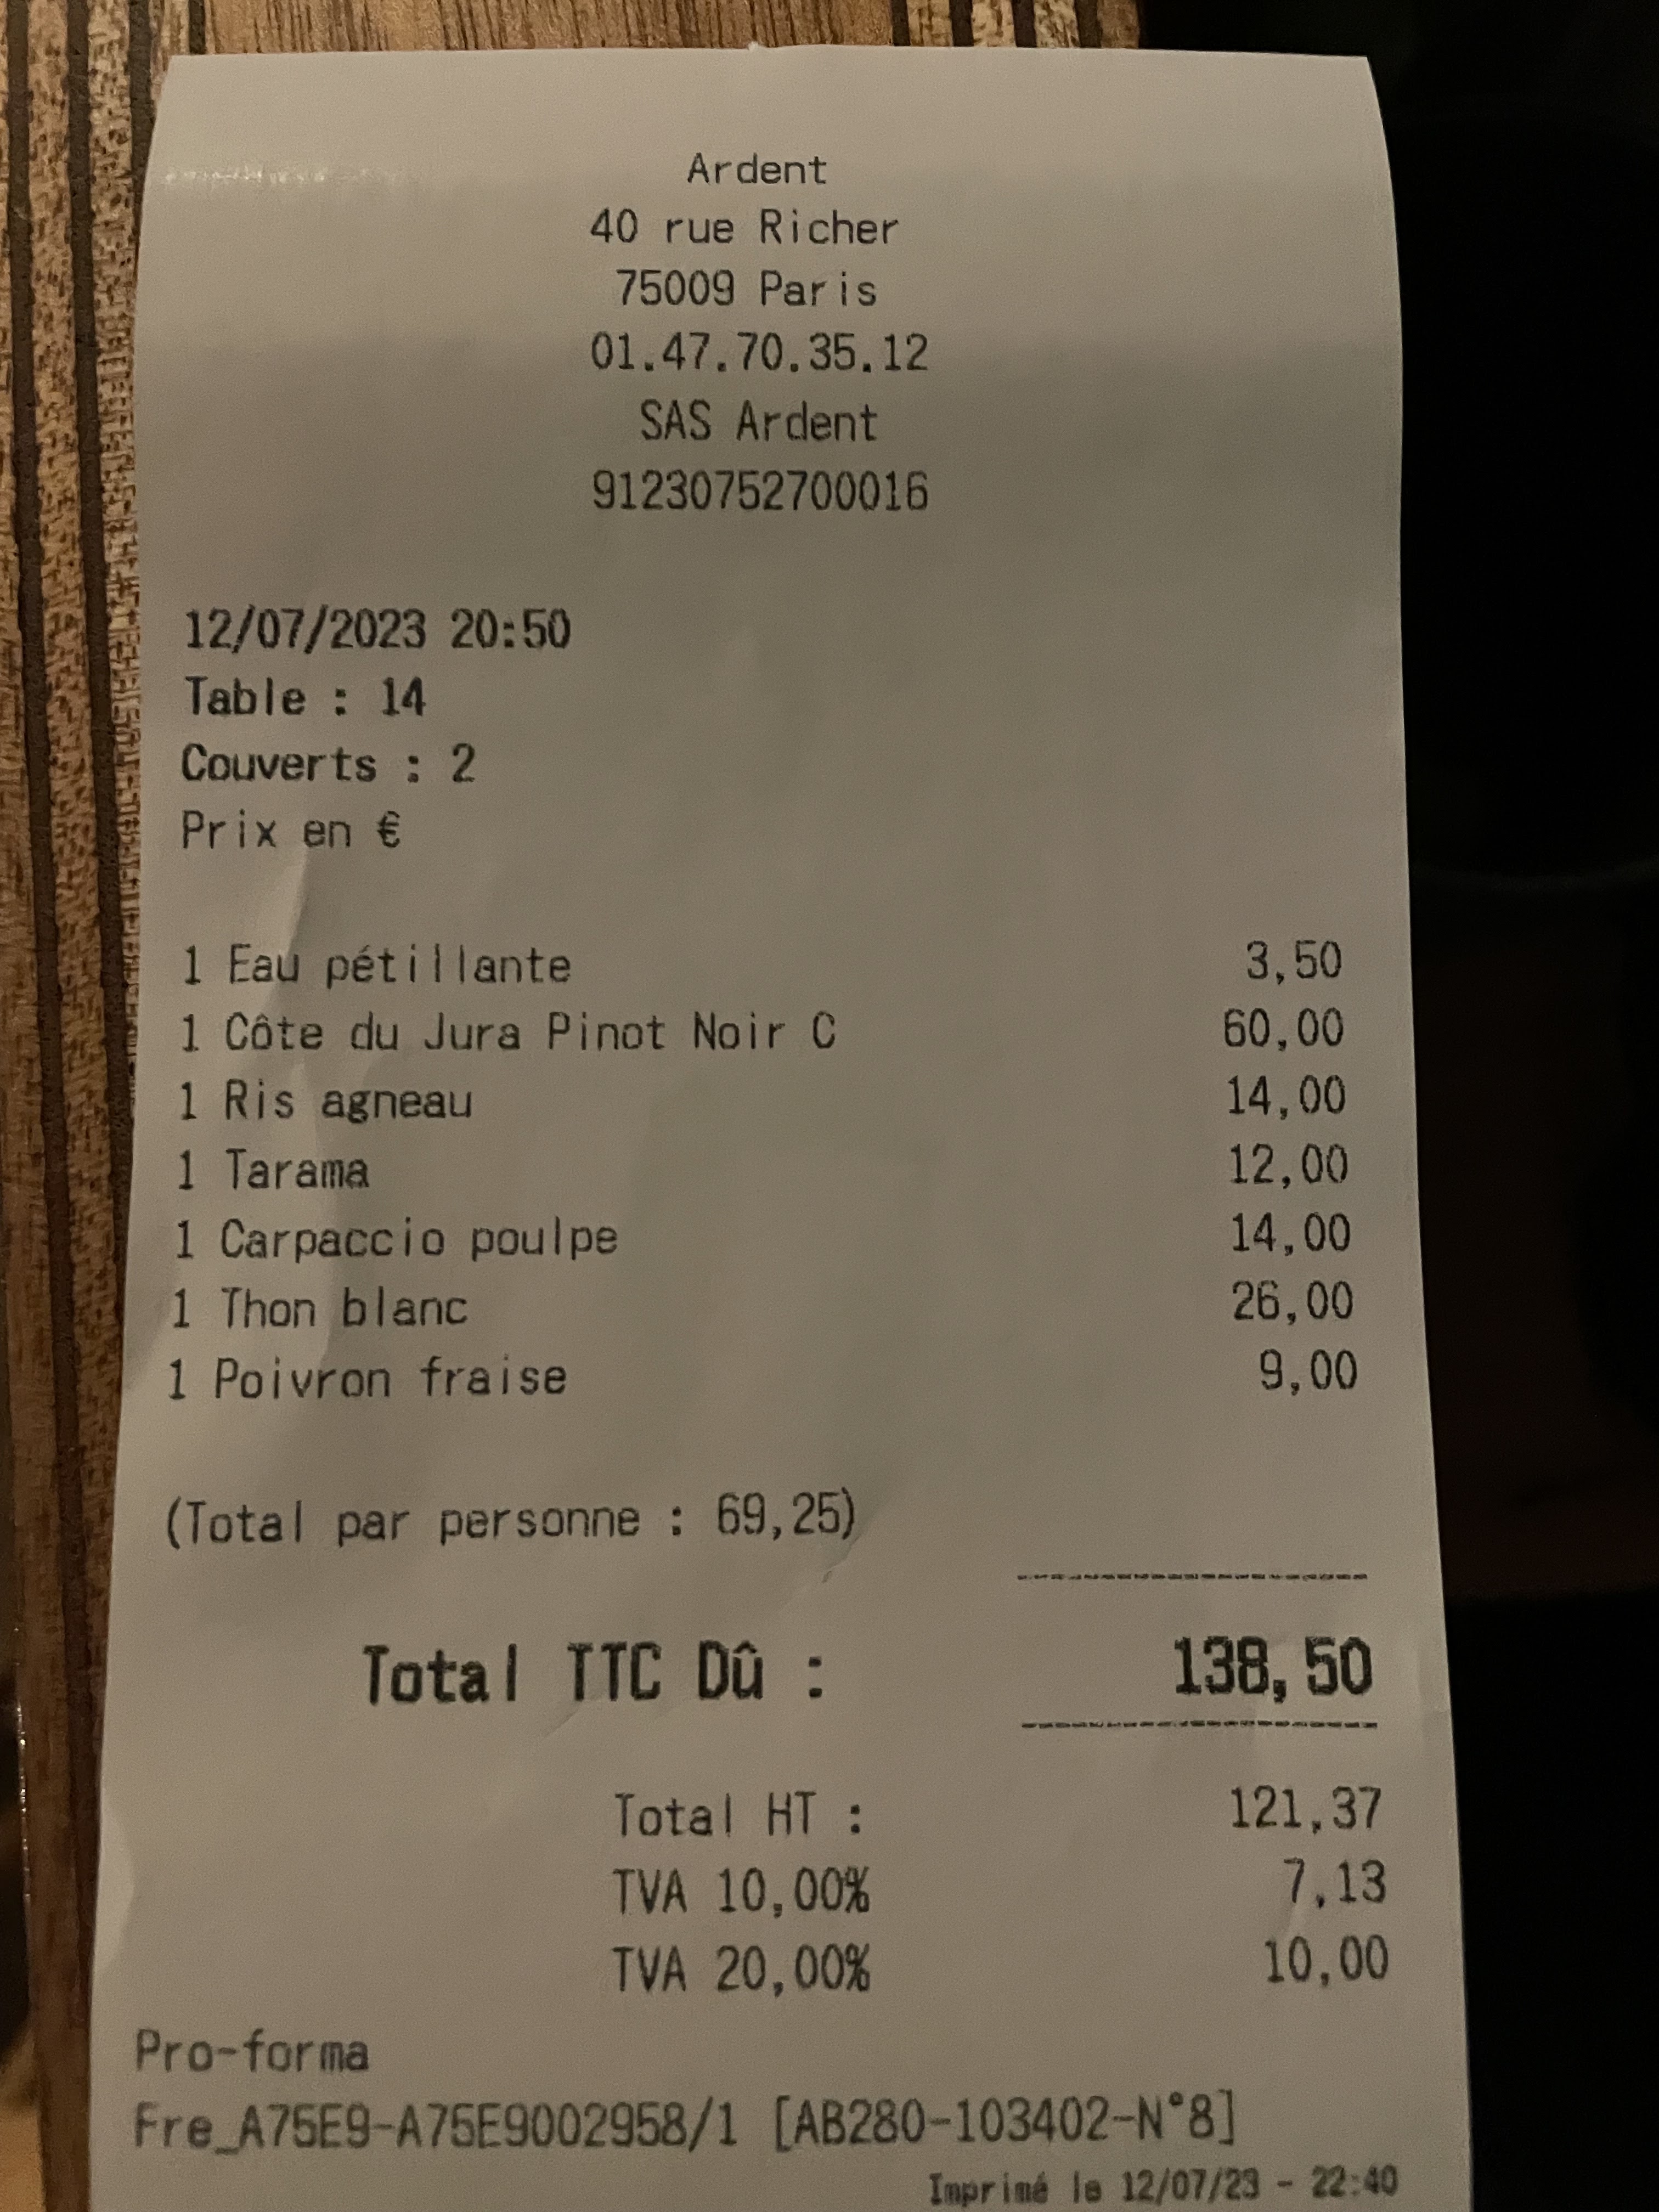 Ardent
40 rue Richer
75009 Paris
01.47.70.35.12
SAS Ardent
91230752700016
12/07/2023 20:50
Table : 14
Couverts : 2
Prix en €
1 Eau pétillante 3,50
1 Côte du Jura Pinot Noir C 60,00
1 Ris agneau 14,00
1 Tarama 12,00
1 Carpaccio poulpe 14,00
1 Thon blanc 26,00
1 Poivron fraise 9,00
(Total par personne : 69,25)
Total TTC Dû : 138,50
Total HT : 121,37
TVA 10,00% 7,13
TVA 20,00% 10,00
Pro-forma
Fre_A75E9-A75E9002958/1 [AB280-103402-N°8]
Imprimé le 12/07/23 - 22:40